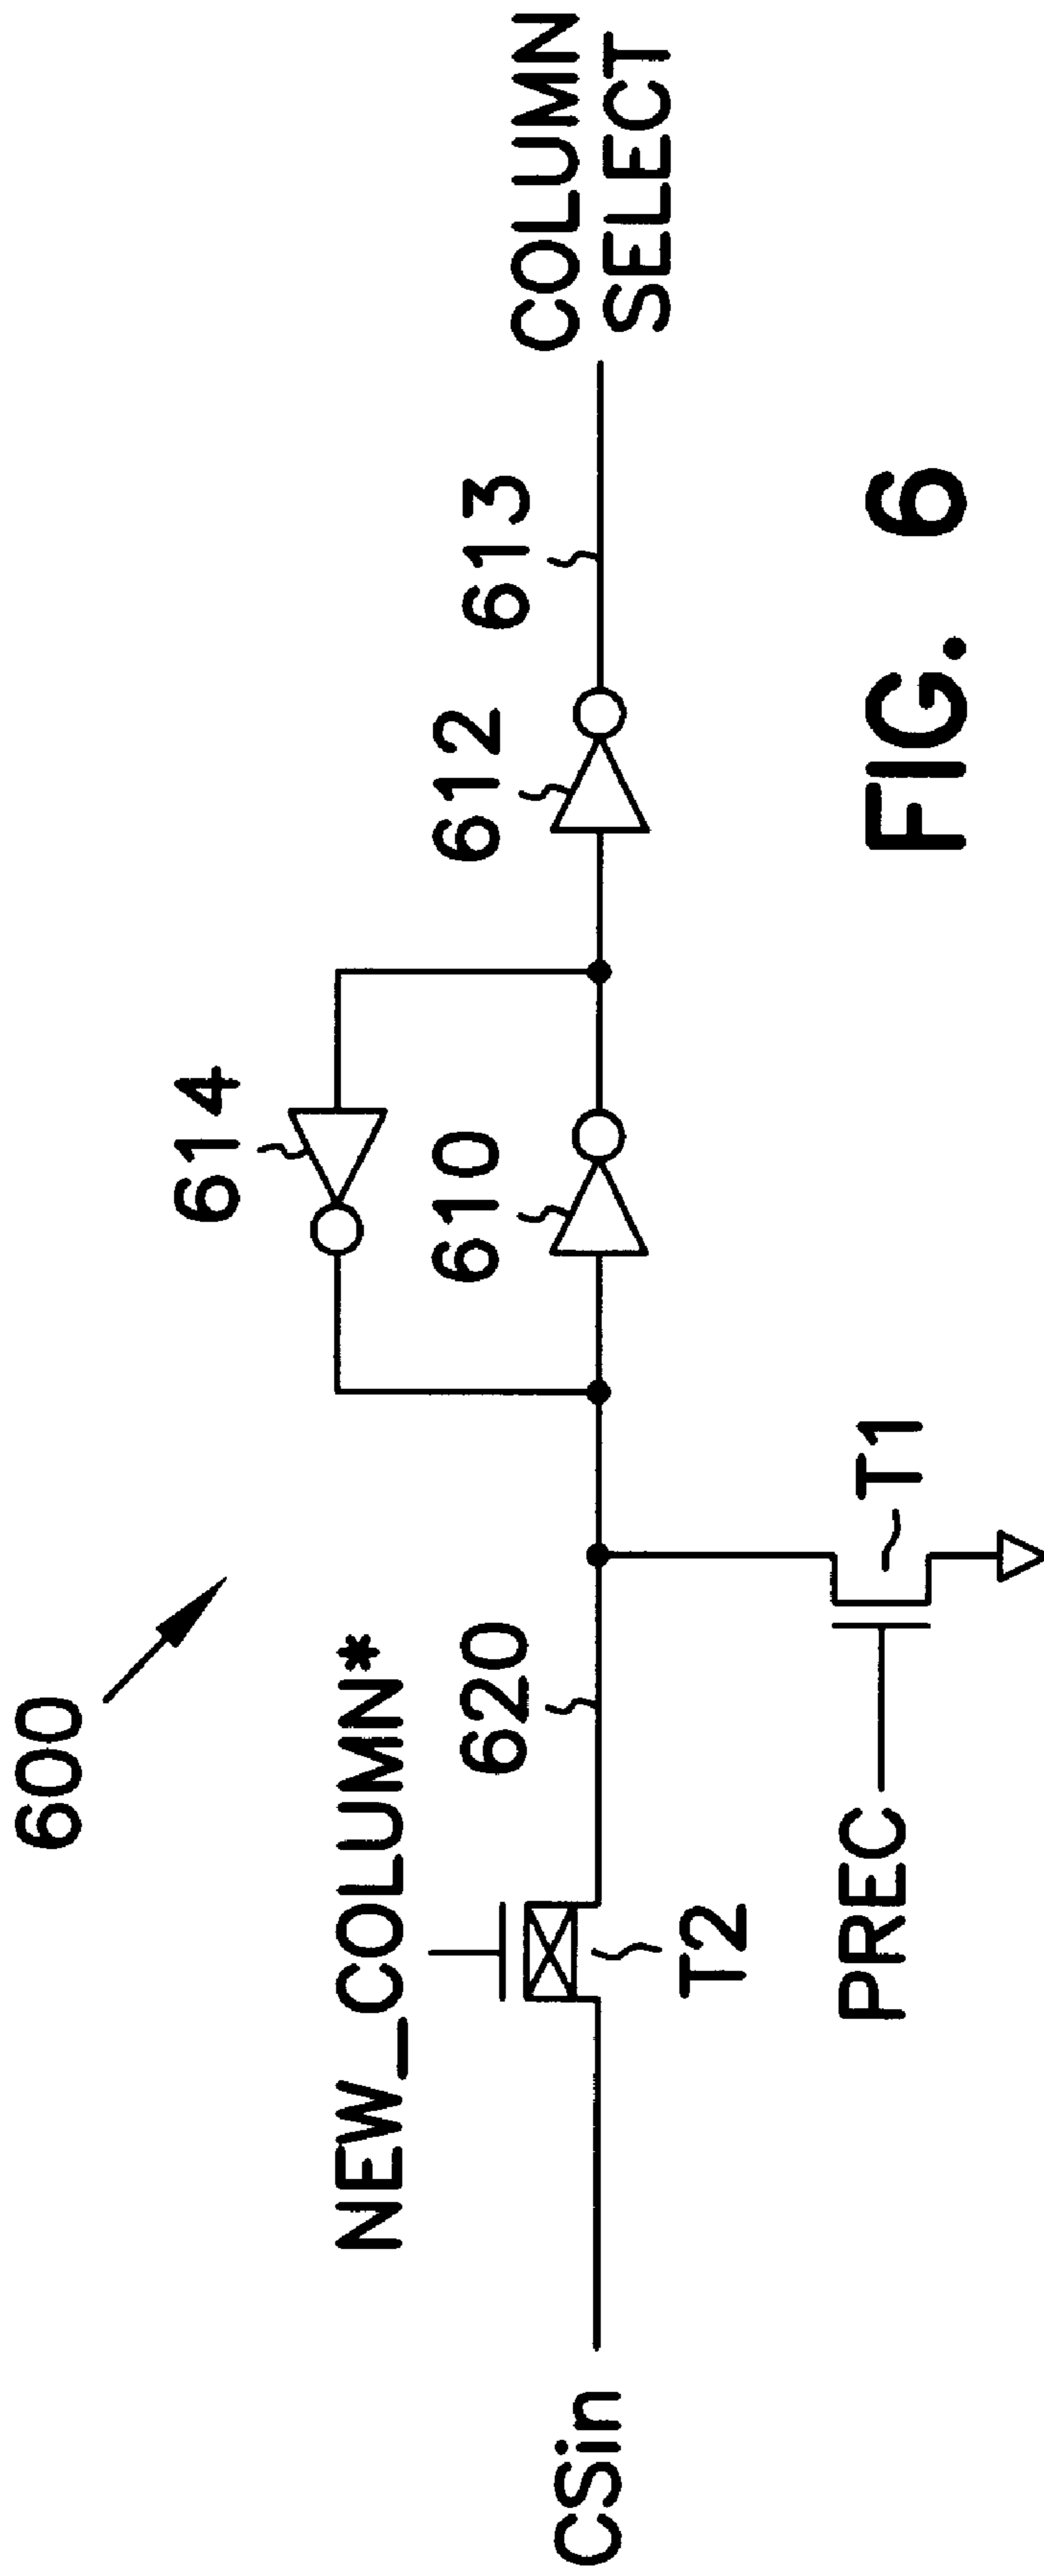 600
614
NEW_COLUMN*
610
612
613
620
COLUMN
SELECT
CSin
T2
T1
PREC
FIG. 6